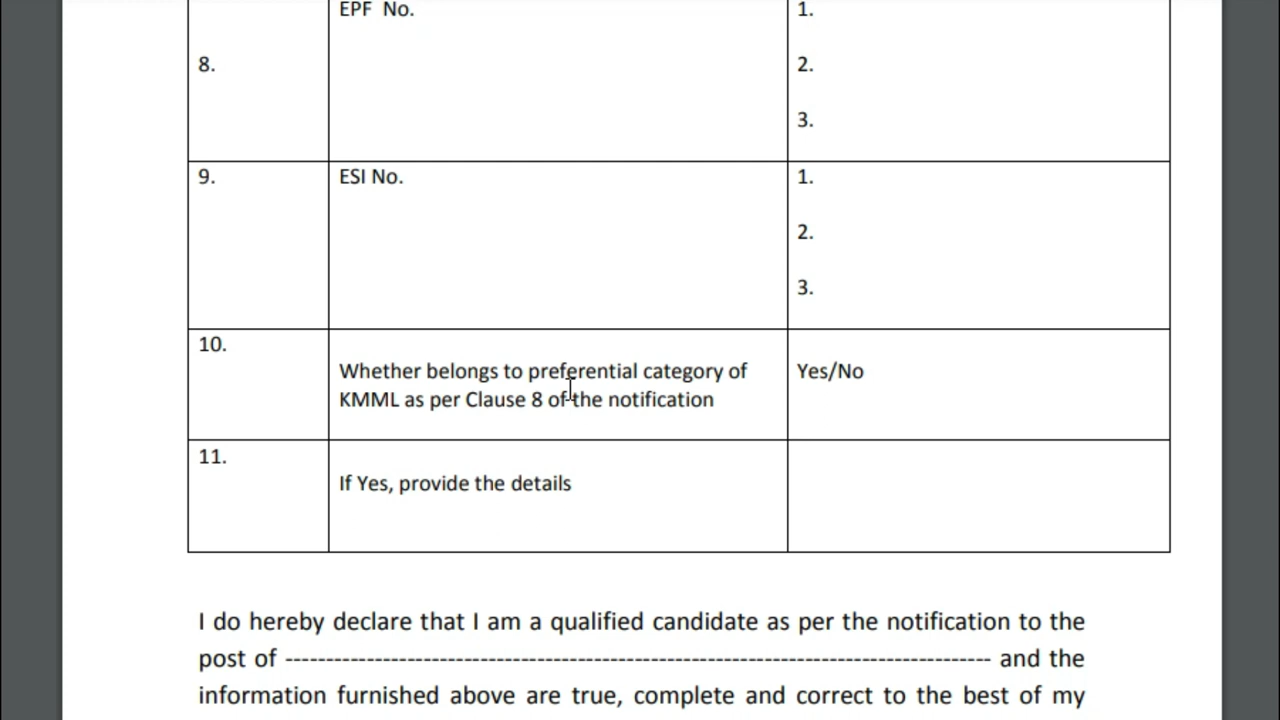 EPF No.
1.
8.
2.
3.
9.
ESI No.
1.
2.
3.
10.
Whether belongs to preferential category of
KMML as per Clause 8 of the notification
Yes/No
11.
If Yes, provide the details
I do hereby declare that I am a qualified candidate as per the notification to the
post of -------------------------------------------------------------------------------------- and the
information furnished above are true, complete and correct to the best of my